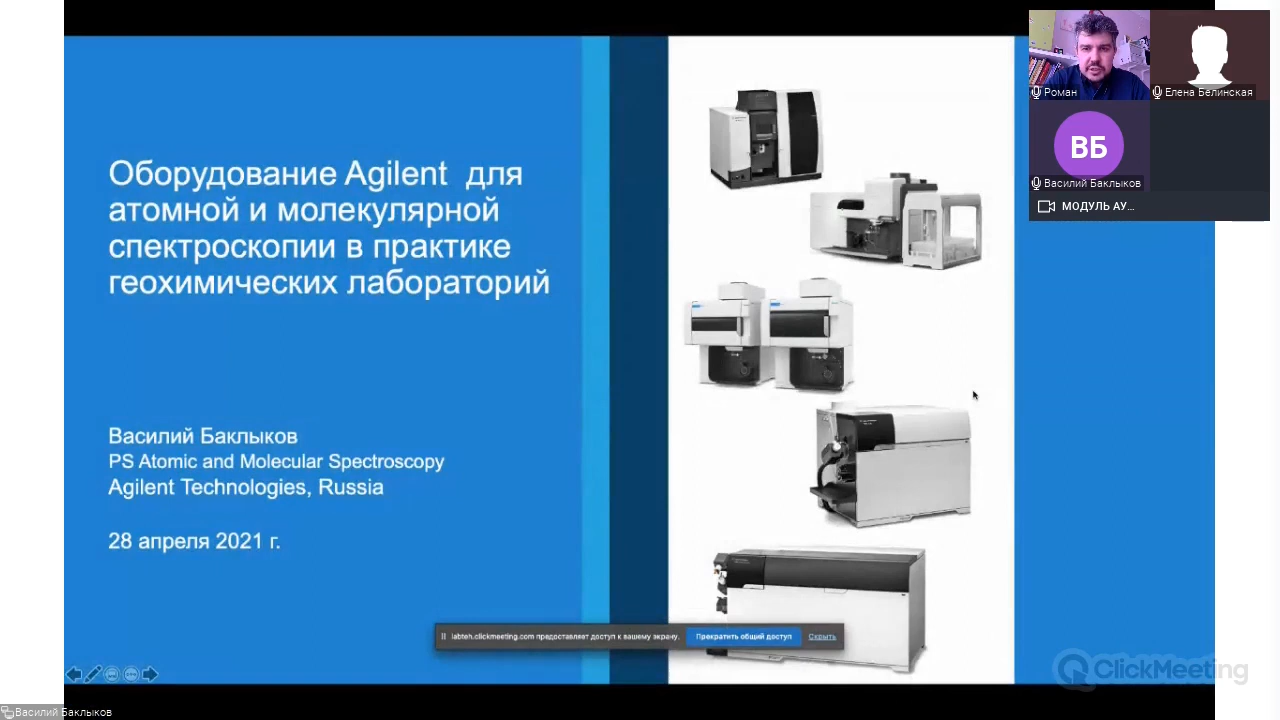 Оборудование Agilent для
атомной и молекулярной
спектроскопии в практике
геохимических лабораторий
Василий Баклыков
PS Atomic and Molecular Spectroscopy
Agilent Technologies, Russia
28 апреля 2021 г.
labteh.clickmeeting.com предоставляет доступ к вашему экрану.
Прекратить общий доступ
Скрыть
Роман
Елена Белинская
ВБ
Василий Баклыков
МОДУЛЬ АУ...
ClickMeeting
Василий Баклыков